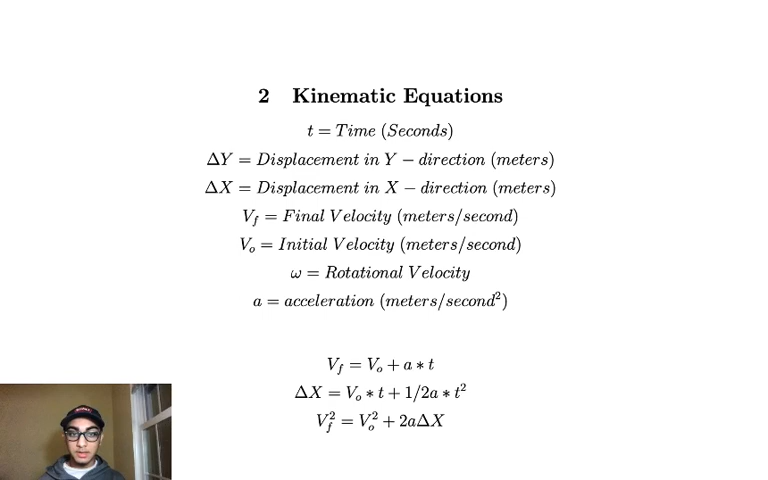 2 Kinematic Equations
t = Time (Seconds)
ΔY = Displacement in Y − direction (meters)
ΔX = Displacement in X − direction (meters)
V_f = Final Velocity (meters/second)
V_o = Initial Velocity (meters/second)
ω = Rotational Velocity
a = acceleration (meters/second²)
V_f = V_o + a * t
ΔX = V_o * t + 1/2a * t²
V_f² = V_o² + 2aΔX